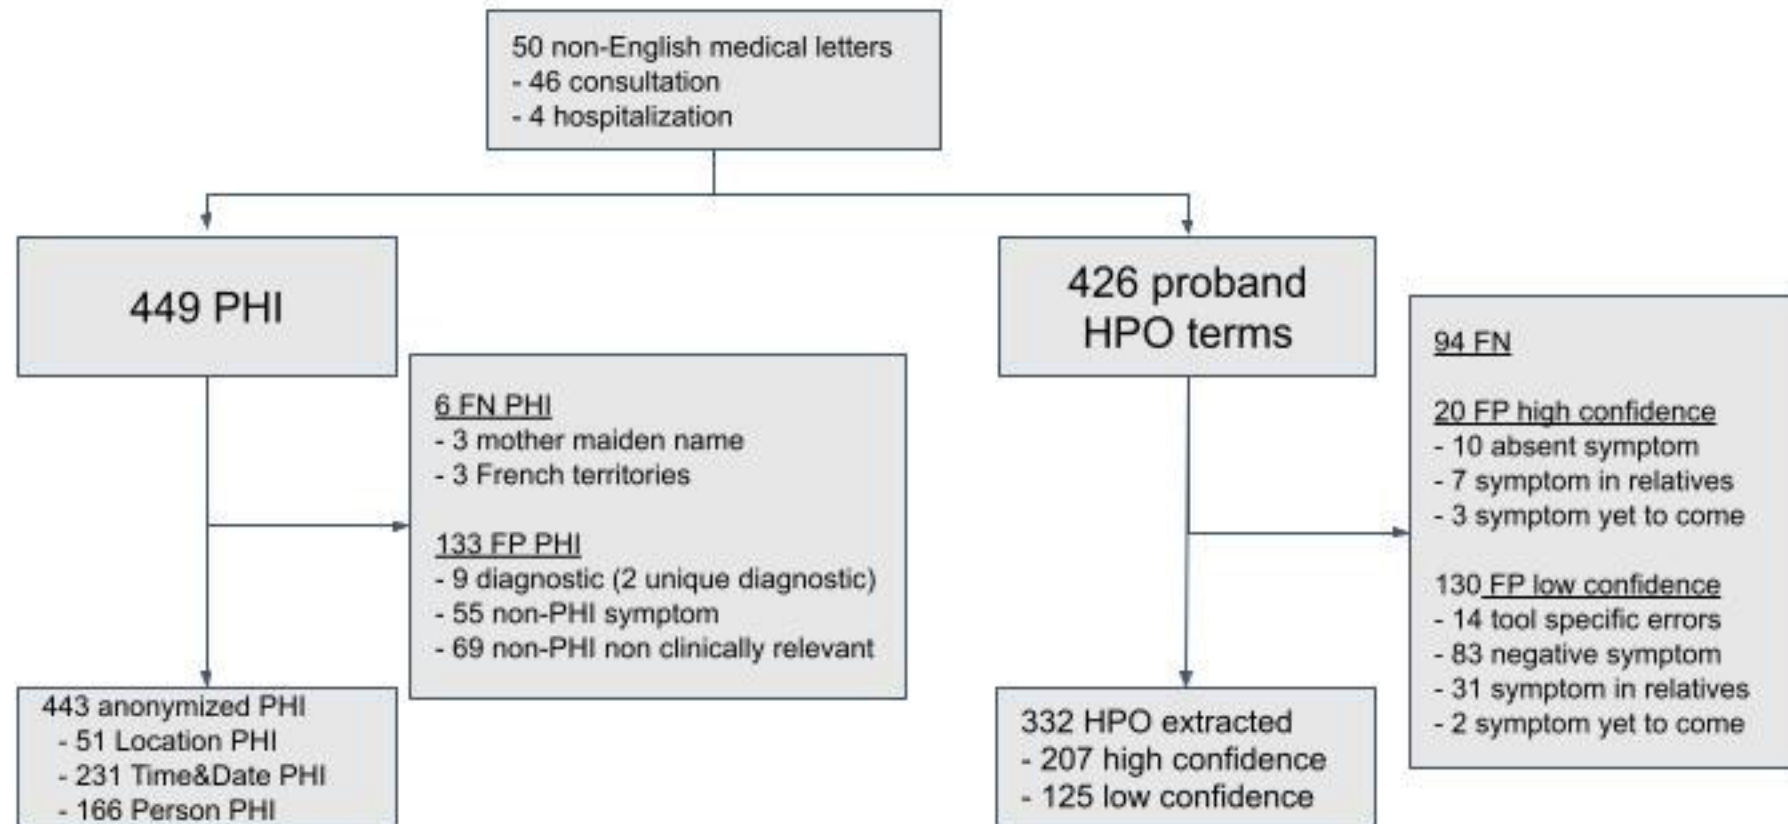 50 non-English medical letters
- 46 consultation
- 4 hospitalization
449 PHI
426 proband
HPO terms
6 FN PHI
- 3 mother maiden name
- 3 French territories
133 FP PHI
- 9 diagnostic (2 unique diagnostic)
- 55 non-PHI symptom
- 69 non-PHI non clinically relevant
94 FN
20 FP high confidence
- 10 absent symptom
- 7 symptom in relatives
- 3 symptom yet to come
130 FP low confidence
- 14 tool specific errors
- 83 negative symptom
- 31 symptom in relatives
- 2 symptom yet to come
443 anonymized PHI
- 51 Location PHI
- 231 Time&Date PHI
- 166 Person PHI
332 HPO extracted
- 207 high confidence
- 125 low confidence